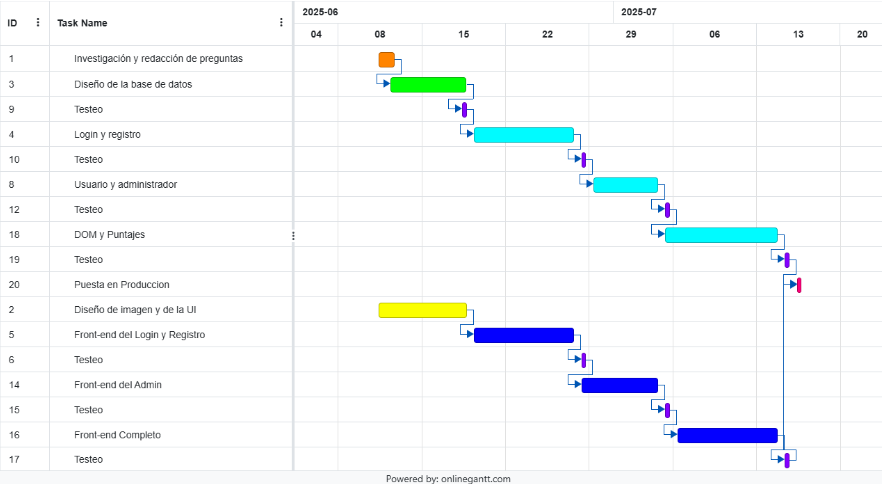 ID Task Name 2025-06 2025-07
04 08 15 22 29 06 13 20
1 Investigación y redacción de preguntas
3 Diseño de la base de datos
9 Testeo
4 Login y registro
10 Testeo
8 Usuario y administrador
12 Testeo
18 DOM y Puntajes
19 Testeo
20 Puesta en Produccion
2 Diseño de imagen y de la UI
5 Front-end del Login y Registro
6 Testeo
14 Front-end del Admin
15 Testeo
16 Front-end Completo
17 Testeo
Powered by: onlinegantt.com